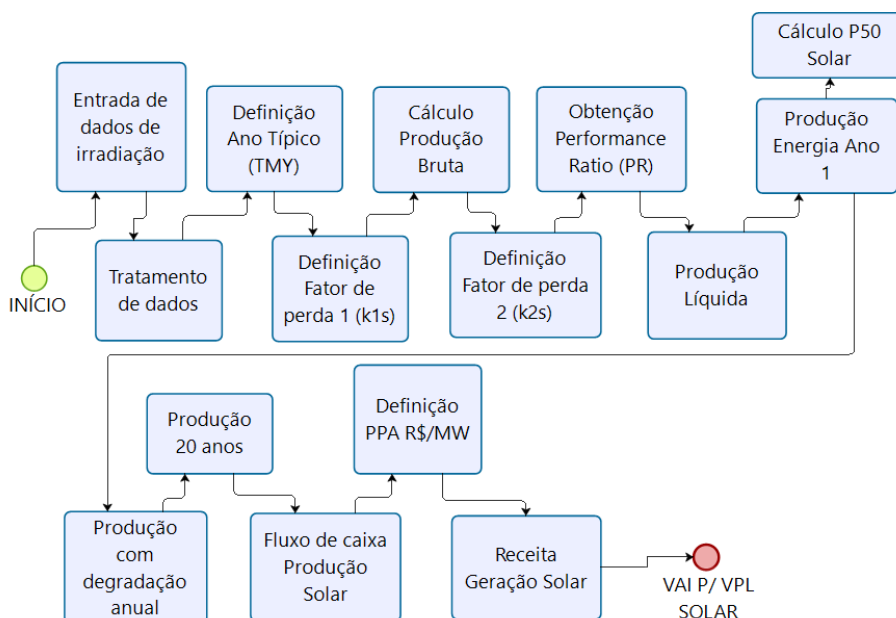 INÍCIO
Entrada de
dados de
irradiação
Tratamento
de dados
Definição
Ano Típico
(TMY)
Definição
Fator de
perda 1 (k1s)
Cálculo
Produção
Bruta
Definição
Fator de perda
2 (k2s)
Obtenção
Performance
Ratio (PR)
Produção
Líquida
Produção
Energia Ano
1
Cálculo P50
Solar
Produção
com
degradação
anual
Produção
20 anos
Fluxo de caixa
Produção
Solar
Definição
PPA R$/MW
Receita
Geração Solar
VAI P/ VPL
SOLAR